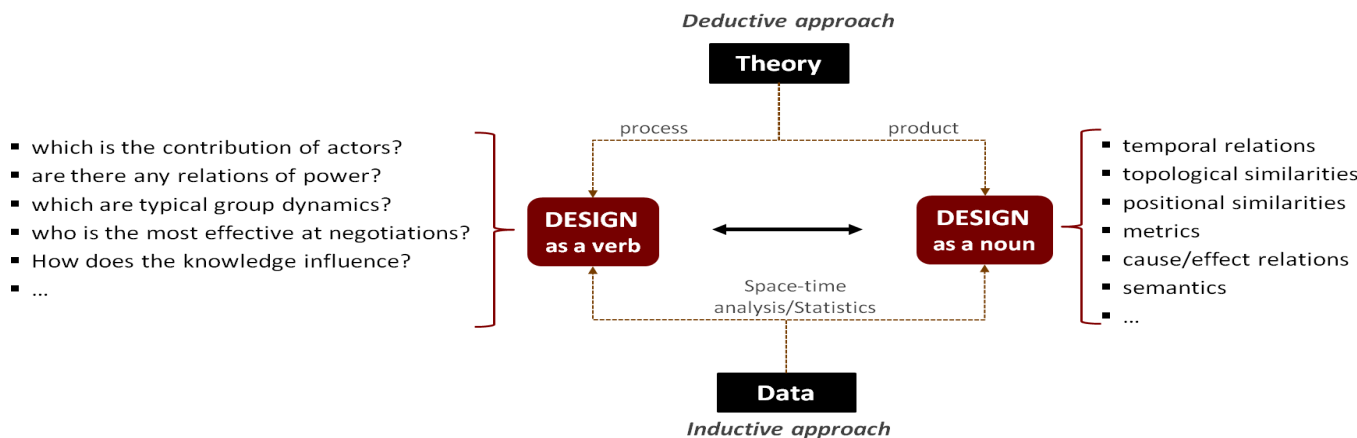 Deductive approach
Theory
process
product
▪ which is the contribution of actors?
▪ are there any relations of power?
▪ which are typical group dynamics?
▪ who is the most effective at negotiations?
▪ How does the knowledge influence?
▪ ...
DESIGN
as a verb
DESIGN
as a noun
▪ temporal relations
▪ topological similarities
▪ positional similarities
▪ metrics
▪ cause/effect relations
▪ semantics
▪ ...
Space-time
analysis/Statistics
Data
Inductive approach